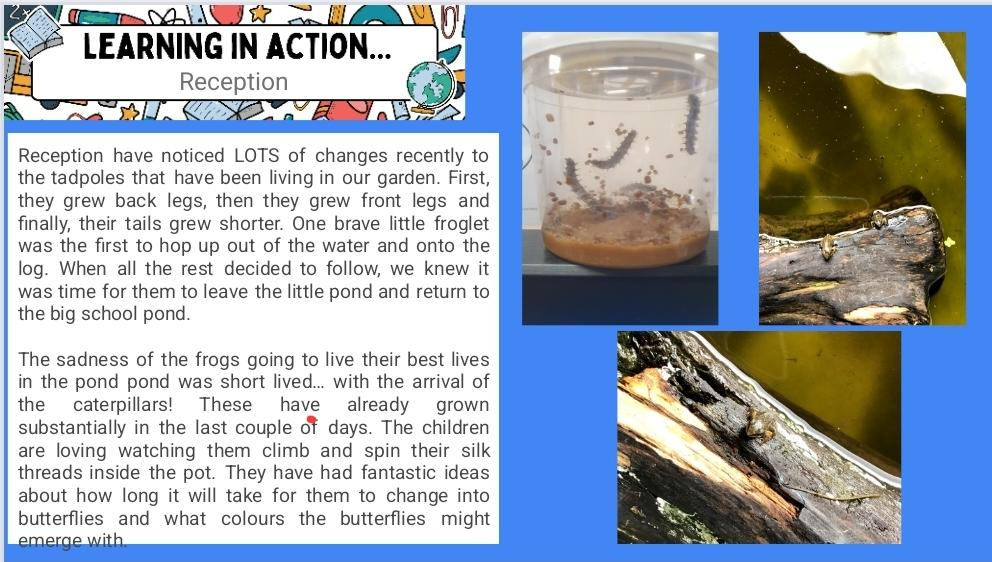 LEARNING IN ACTION...
Reception
Reception have noticed LOTS of changes recently to
the tadpoles that have been living in our garden. First,
they grew back legs, then they grew front legs and
finally, their tails grew shorter. One brave little froglet
was the first to hop up out of the water and onto the
log. When all the rest decided to follow, we knew it
was time for them to leave the little pond and return to
the big school pond.
The sadness of the frogs going to live their best lives
in the pond pond was short lived... with the arrival of
the caterpillars! These have already grown
substantially in the last couple of days. The children
are loving watching them climb and spin their silk
threads inside the pot. They have had fantastic ideas
about how long it will take for them to change into
butterflies and what colours the butterflies might
emerge with.